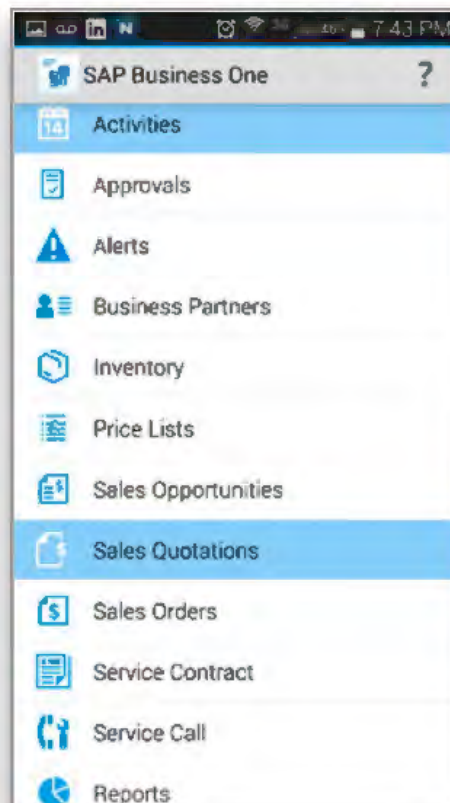 in N 7:43 PM
SAP Business One ?
14 Activities
Approvals
Alerts
Business Partners
Inventory
Price Lists
Sales Opportunities
Sales Quotations
$ Sales Orders
Service Contract
Service Call
Reports